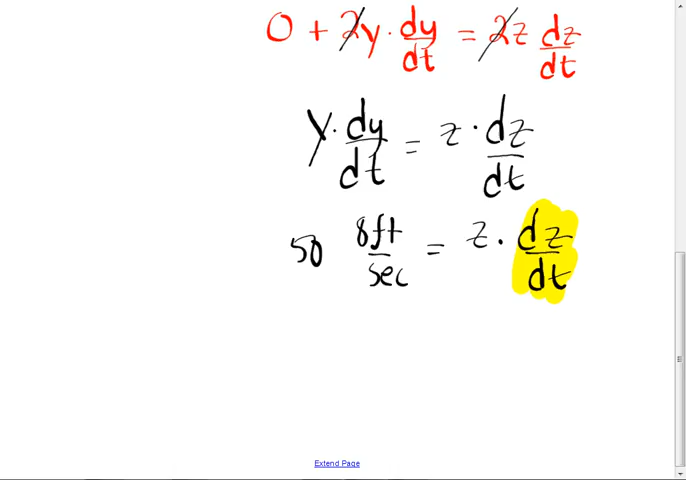 0 + 2y · dy/dt = 2z dz/dt
y · dy/dt = z · dz/dt
50 8ft/sec = z · dz/dt
Extend Page